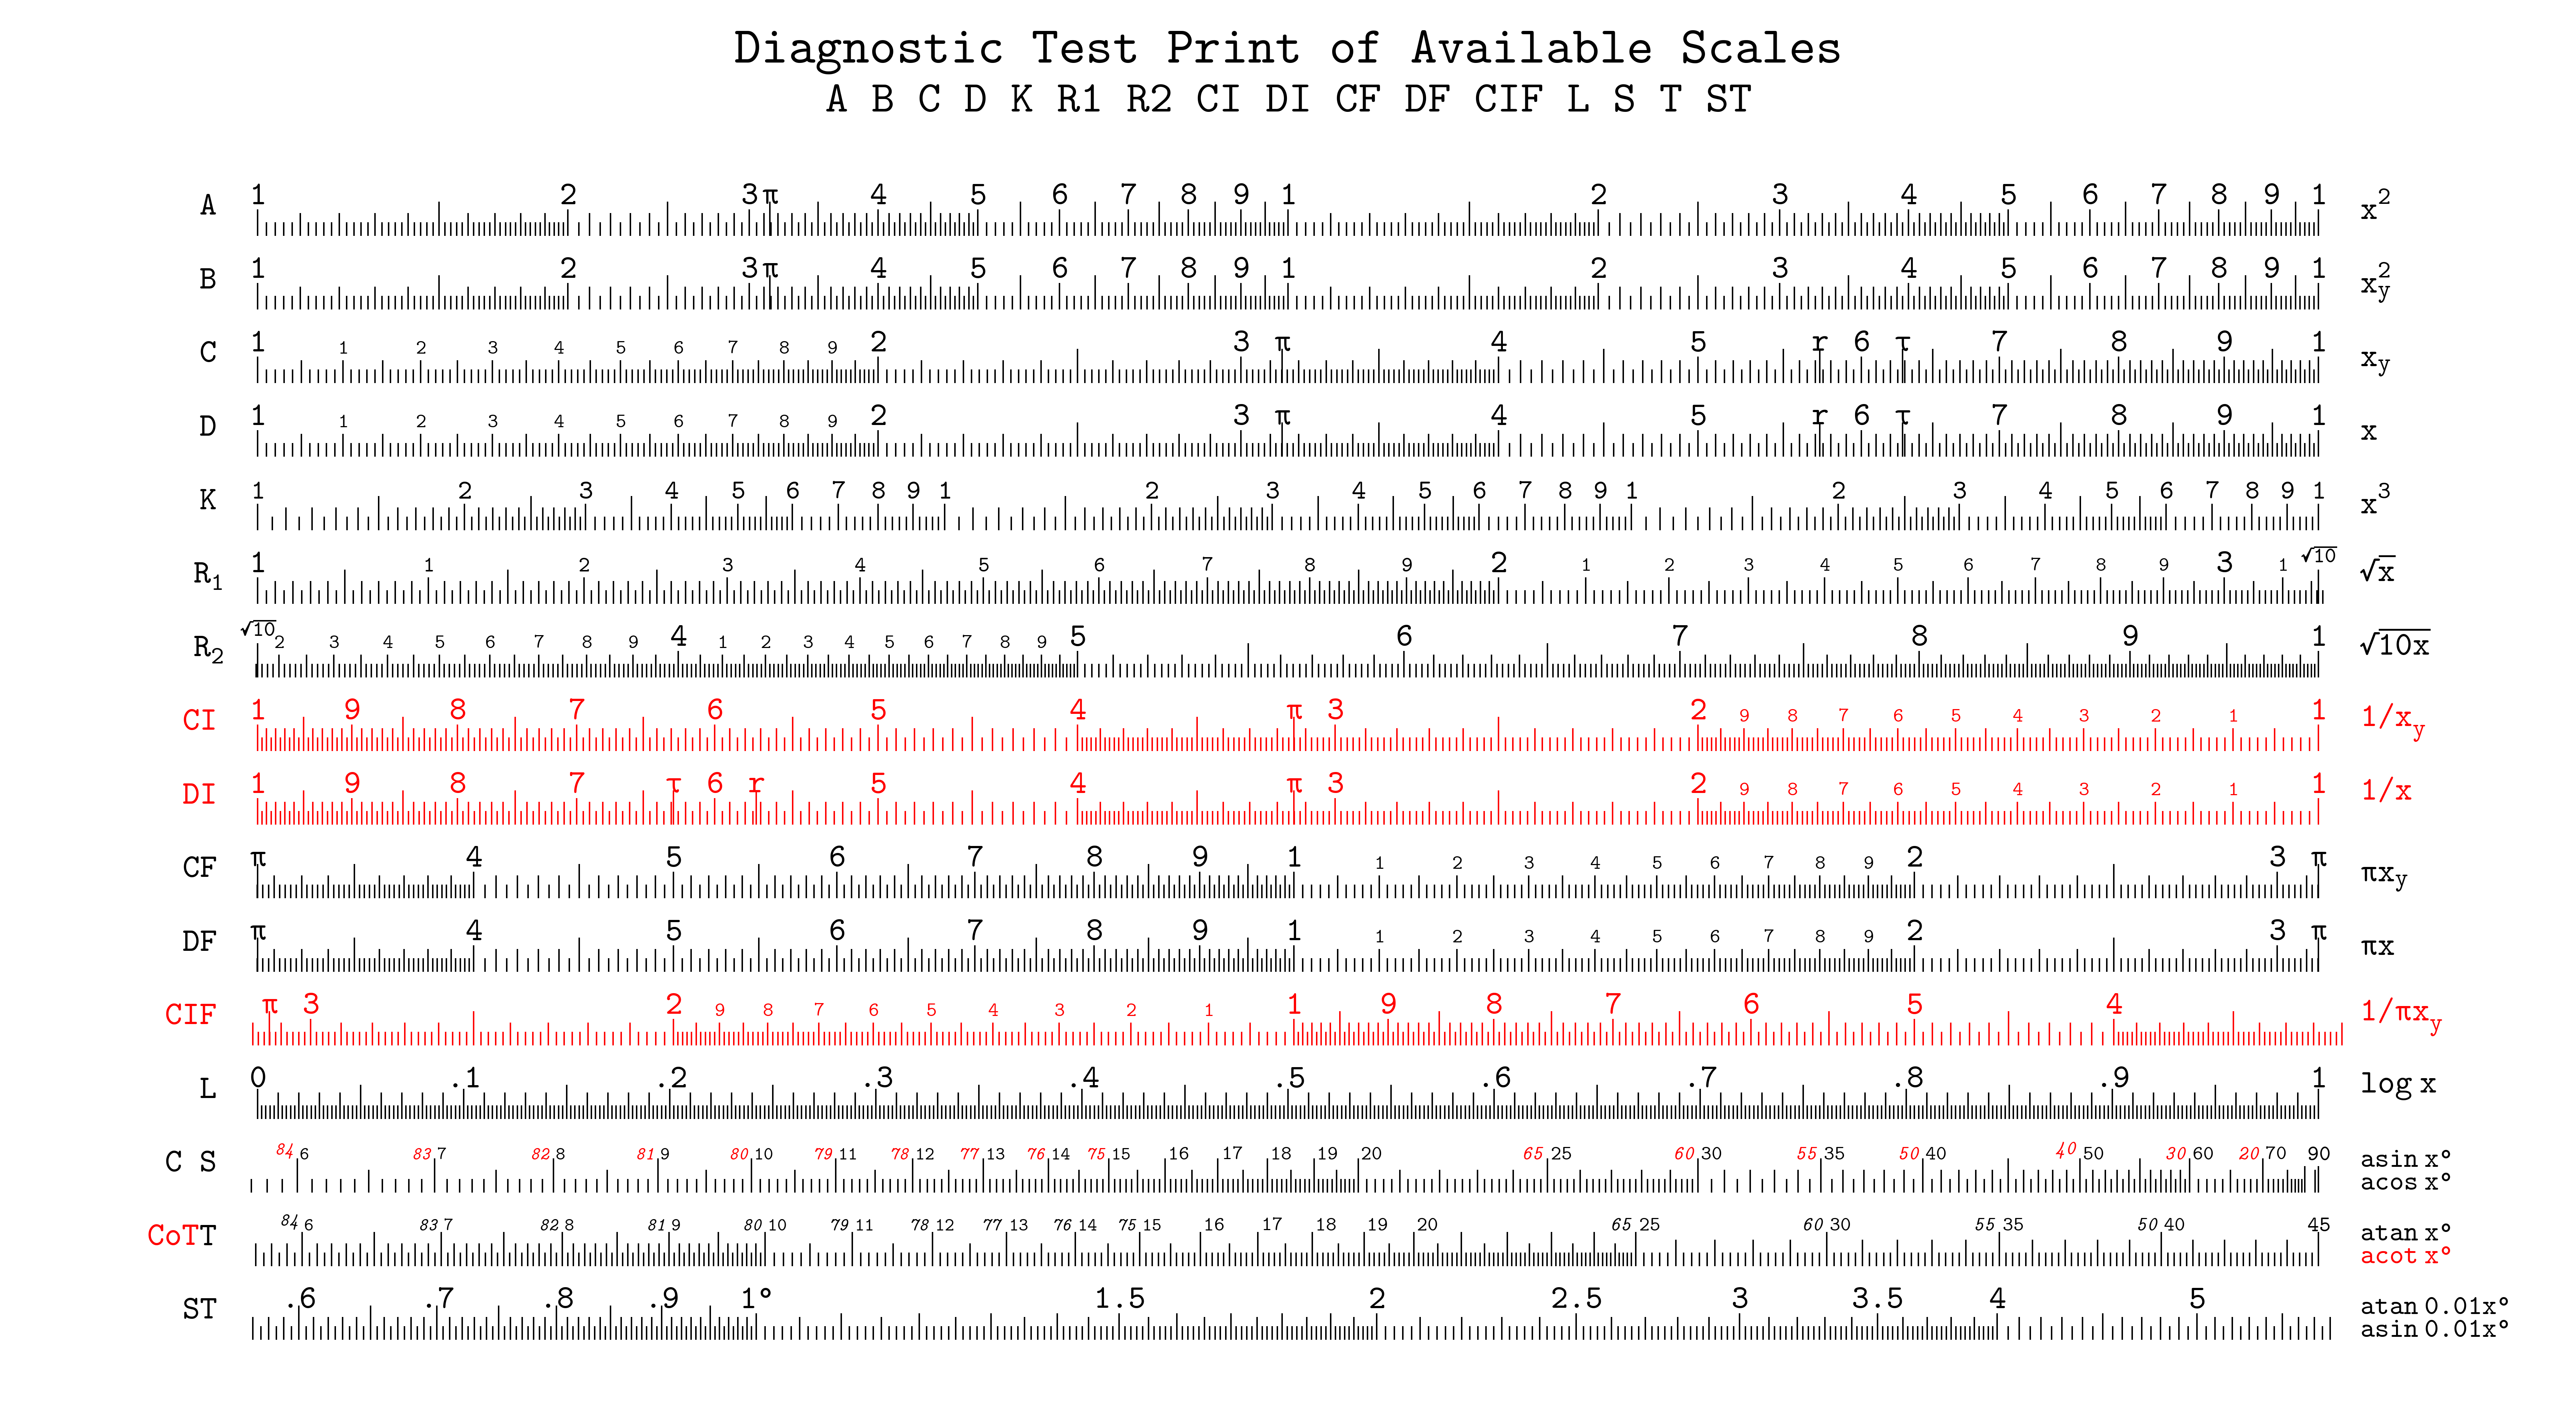 Diagnostic Test Print of Available Scales
A B C D K R1 R2 CI DI CF DF CIF L S T ST
A 1 2 3 π 4 5 6 7 8 9 1 2 3 4 5 6 7 8 9 1 x²
B 1 2 3 π 4 5 6 7 8 9 1 2 3 4 5 6 7 8 9 1 x²y
C 1 1 2 3 4 5 6 7 8 9 2 3 π 4 5 r 6 τ 7 8 9 1 xy
D 1 1 2 3 4 5 6 7 8 9 2 3 π 4 5 r 6 τ 7 8 9 1 x
K 1 2 3 4 5 6 7 8 9 1 2 3 4 5 6 7 8 9 1 2 3 4 5 6 7 8 9 1 x³
R₁ 1 1 2 3 4 5 6 7 8 9 2 1 2 3 4 5 6 7 8 9 3 1 √10 √x
R₂ √10 2 3 4 5 6 7 8 9 4 1 2 3 4 5 6 7 8 9 5 6 7 8 9 1 √10x
CI 1 9 8 7 6 5 4 π 3 2 9 8 7 6 5 4 3 2 1 1 1/xy
DI 1 9 8 7 τ 6 r 5 4 π 3 2 9 8 7 6 5 4 3 2 1 1 1/x
CF π 4 5 6 7 8 9 1 1 2 3 4 5 6 7 8 9 2 3 π πxy
DF π 4 5 6 7 8 9 1 1 2 3 4 5 6 7 8 9 2 3 π πx
CIF π 3 2 9 8 7 6 5 4 3 2 1 1 9 8 7 6 5 4 1/πxy
L 0 .1 .2 .3 .4 .5 .6 .7 .8 .9 1 log x
C S 84 6 83 7 82 8 81 9 80 10 79 11 78 12 77 13 76 14 75 15 16 17 18 19 20 65 25 60 30 55 35 50 40 40 50 30 60 20 70 90 asin x°
acos x°
CoT T 84 6 83 7 82 8 81 9 80 10 79 11 78 12 77 13 76 14 75 15 16 17 18 19 20 65 25 60 30 55 35 50 40 45 atan x°
acot x°
ST .6 .7 .8 .9 1° 1.5 2 2.5 3 3.5 4 5 atan 0.01x°
asin 0.01x°